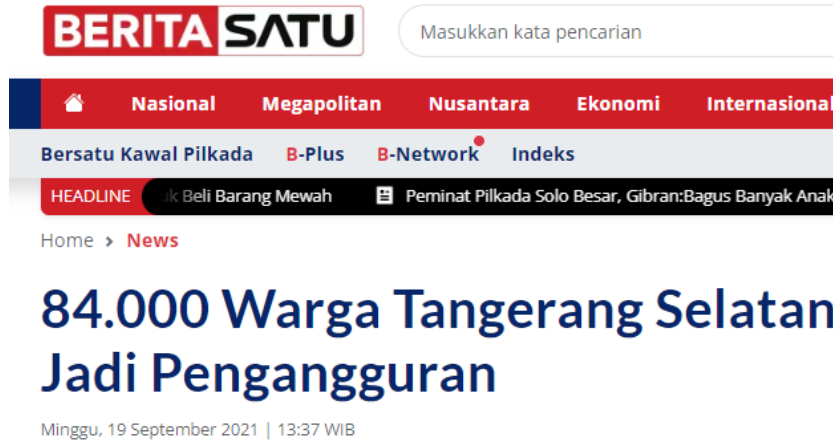 BERITA SATU
Masukkan kata pencarian
Nasional Megapolitan Nusantara Ekonomi Internasional
Bersatu Kawal Pilkada B-Plus B-Network Indeks
HEADLINE Beli Barang Mewah Peminat Pilkada Solo Besar, Gibran:Bagus Banyak Anak
Home > News
84.000 Warga Tangerang Selatan
Jadi Pengangguran
Minggu, 19 September 2021 | 13:37 WIB